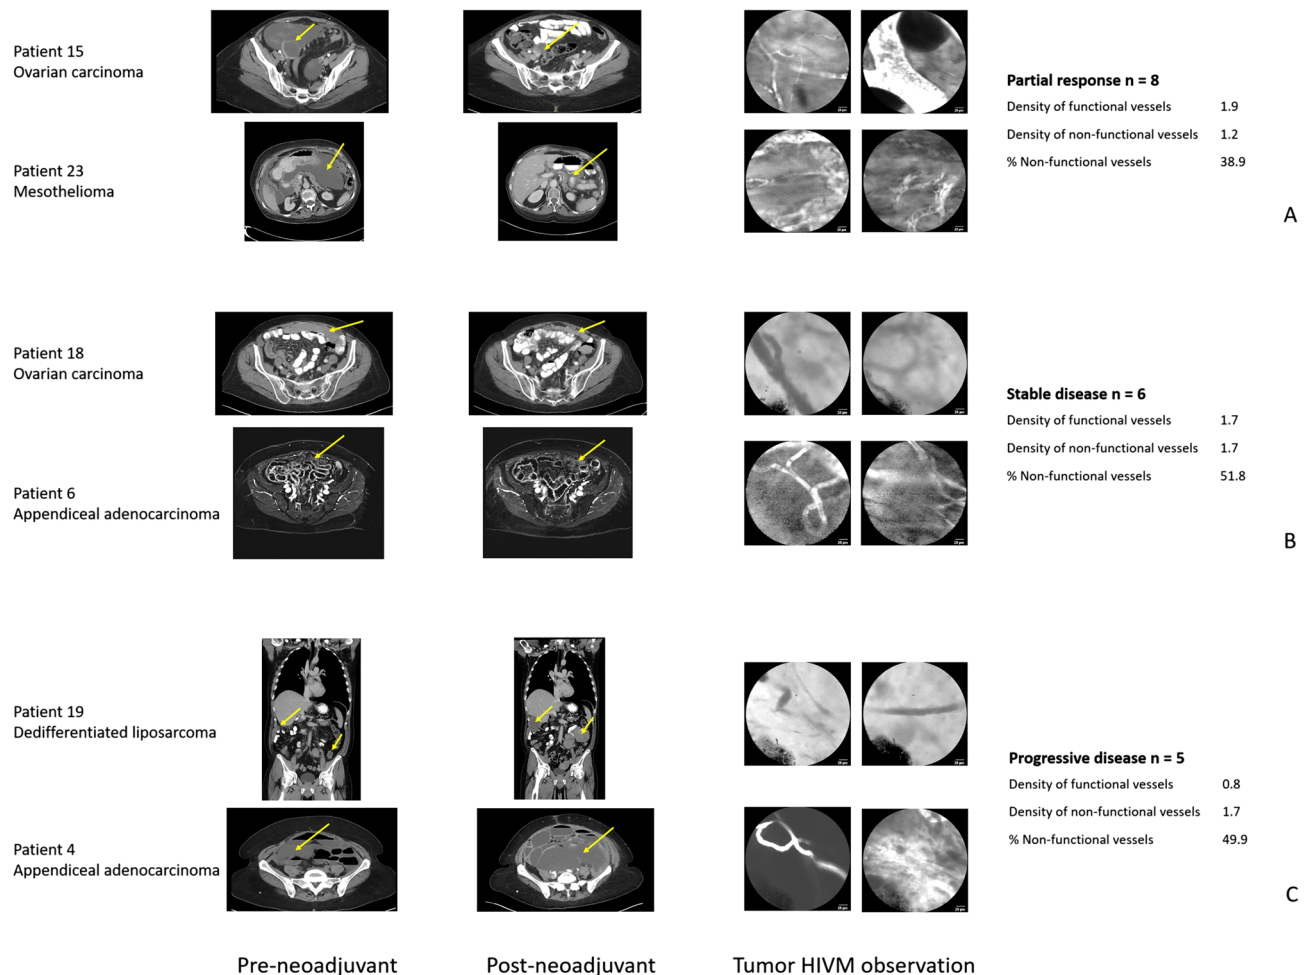 Patient 15
Ovarian carcinoma
Partial response n = 8
Density of functional vessels 1.9
Density of non-functional vessels 1.2
% Non-functional vessels 38.9
Patient 23
Mesothelioma
A
Patient 18
Ovarian carcinoma
Stable disease n = 6
Density of functional vessels 1.7
Density of non-functional vessels 1.7
% Non-functional vessels 51.8
Patient 6
Appendiceal adenocarcinoma
B
Patient 19
Dedifferentiated liposarcoma
Progressive disease n = 5
Density of functional vessels 0.8
Density of non-functional vessels 1.7
% Non-functional vessels 49.9
Patient 4
Appendiceal adenocarcinoma
C
Pre-neoadjuvant Post-neoadjuvant Tumor HIVM observation